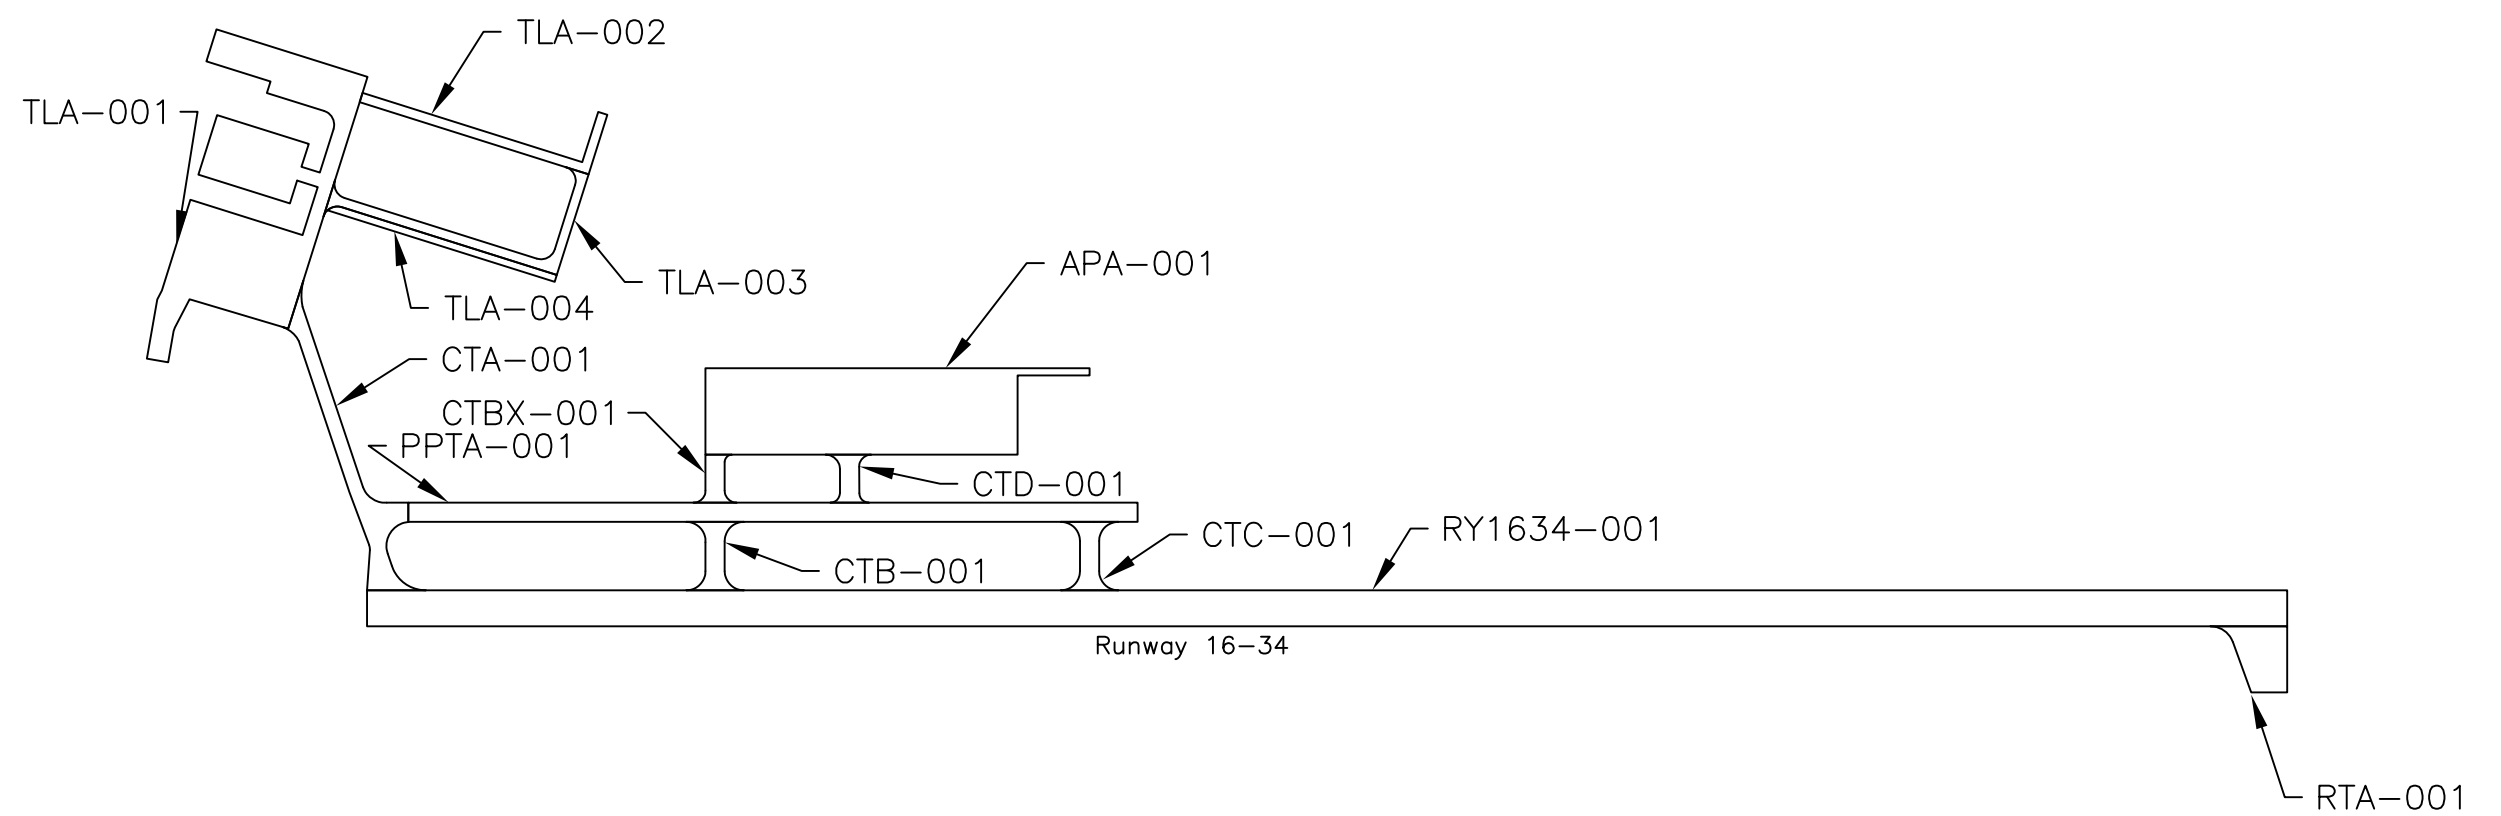 TLA-002
TLA-001
APA-001
TLA-003
TLA-004
CTA-001
CTBX-001
PPTA-001
CTD-001
CTC-001
RY1634-001
CTB-001
Runway 16-34
RTA-001